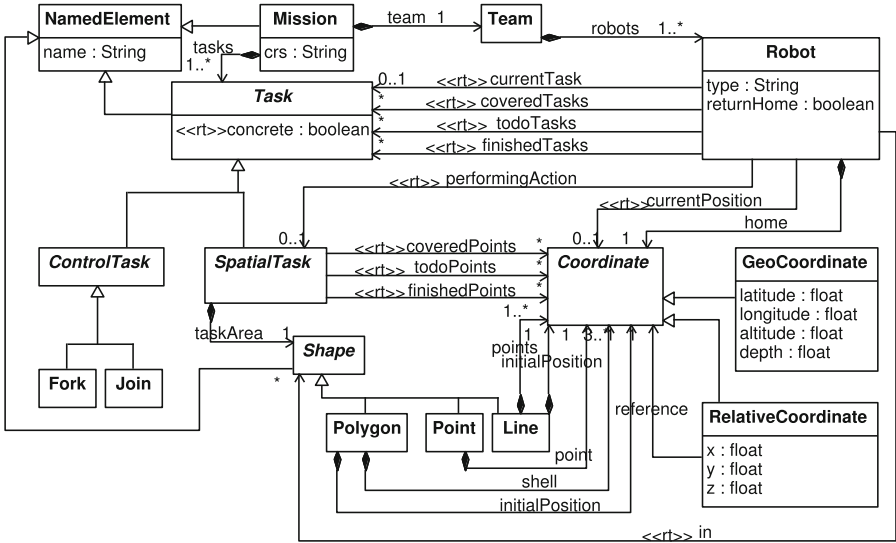 NamedElement
name : String
Mission
crs : String
team 1
Team
robots 1..*
tasks
1..*
Robot
type : String
returnHome : boolean
Task
<<rt>>concrete : boolean
0..1 <<rt>> currentTask
* <<rt>> coveredTasks
* <<rt>> todoTasks
* <<rt>> finishedTasks
<<rt>> performingAction
0..1
<<rt>> currentPosition
0..1
home
1
ControlTask
SpatialTask
<<rt>> coveredPoints *
<<rt>> todoPoints *
<<rt>> finishedPoints *
Coordinate
GeoCoordinate
latitude : float
longitude : float
altitude : float
depth : float
taskArea 1
Shape
*
1..*
points
1
initialPosition
1
3..*
1
1
Fork
Join
Polygon
Point
Line
reference
RelativeCoordinate
x : float
y : float
z : float
point
shell
initialPosition
<<rt>> in